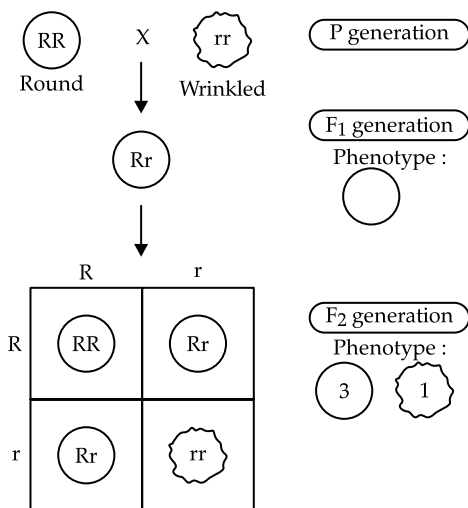 RR X rr P generation
Round Wrinkled
F₁ generation
Phenotype :
Rr
R r
F₂ generation
Phenotype :
R RR Rr
3 1
r Rr rr